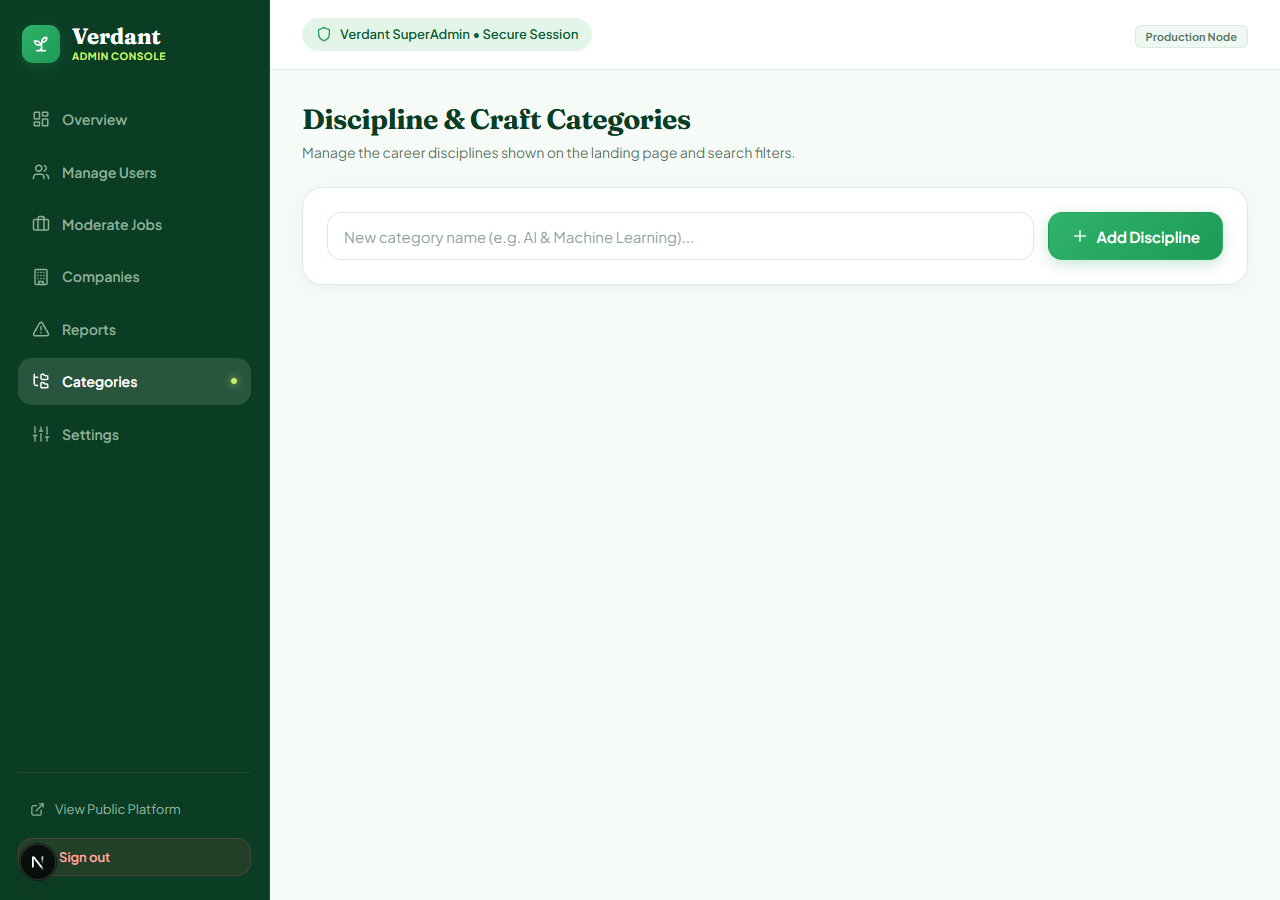 Verdant
ADMIN CONSOLE
Overview
Manage Users
Moderate Jobs
Companies
Reports
Categories
Settings
View Public Platform
N
Sign out
Verdant SuperAdmin • Secure Session
Production Node
Discipline & Craft Categories
Manage the career disciplines shown on the landing page and search filters.
New category name (e.g. AI & Machine Learning)...
Add Discipline